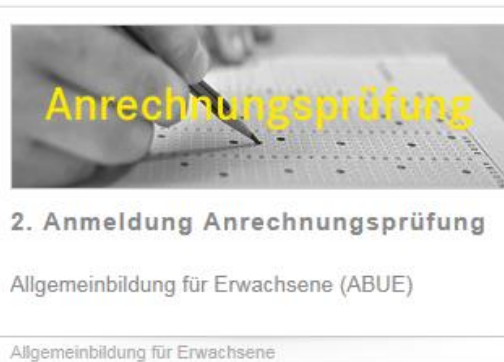 Anrechnungsprüfung
2. Anmeldung Anrechnungsprüfung
Allgemeinbildung für Erwachsene (ABUE)
Allgemeinbildung für Erwachsene